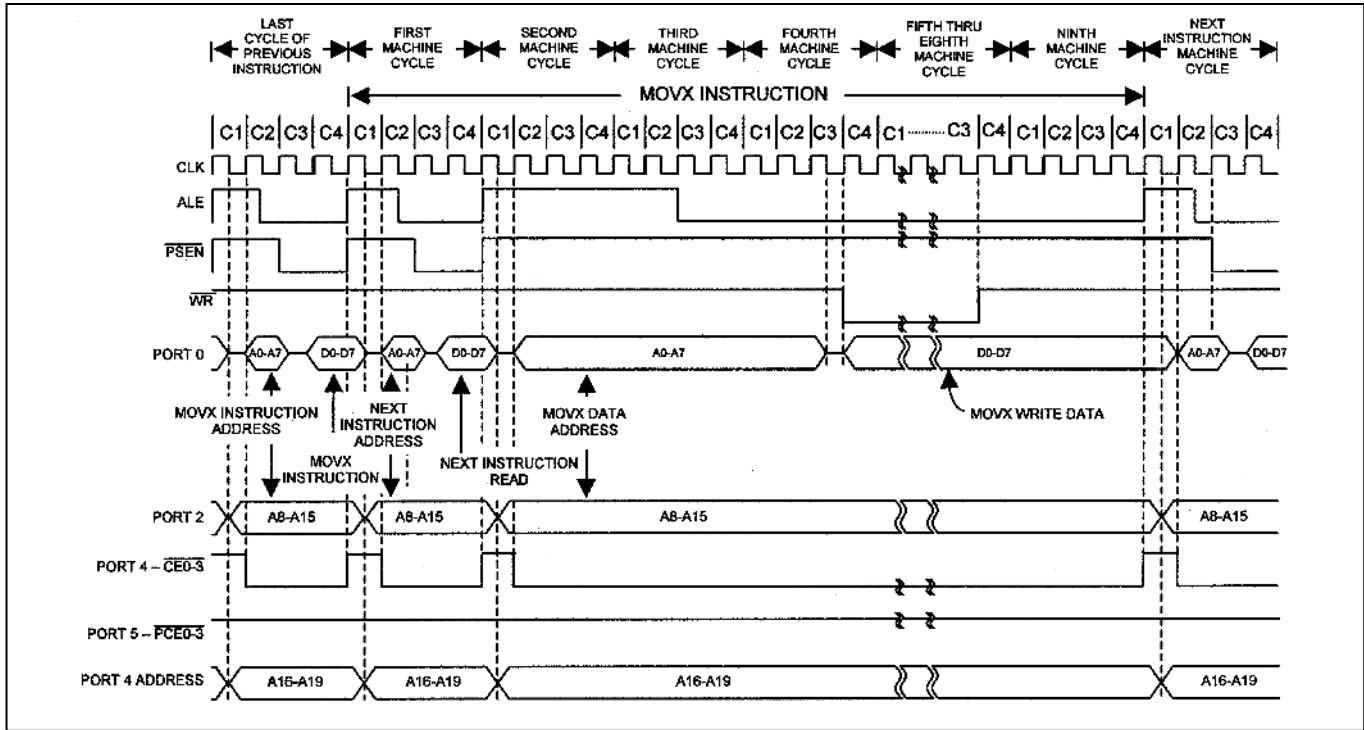 LAST CYCLE OF PREVIOUS INSTRUCTION
FIRST MACHINE CYCLE
SECOND MACHINE CYCLE
THIRD MACHINE CYCLE
FOURTH MACHINE CYCLE
FIFTH THRU EIGHTH MACHINE CYCLE
NINTH MACHINE CYCLE
NEXT INSTRUCTION MACHINE CYCLE
MOVX INSTRUCTION
C1 C2 C3 C4 C1 C2 C3 C4 C1 C2 C3 C4 C1 C2 C3 C4 C1 C2 C3 C4 C1 ........ C3 C4 C1 C2 C3 C4 C1 C2 C3 C4
CLK
ALE
PSEN
WR
PORT 0 A0-A7 D0-D7 A0-A7 D0-D7 A0-A7 D0-D7 A0-A7 D0-D7
MOVX INSTRUCTION ADDRESS
NEXT INSTRUCTION ADDRESS
MOVX DATA ADDRESS
MOVX WRITE DATA
MOVX INSTRUCTION
NEXT INSTRUCTION READ
PORT 2 A8-A15 A8-A15 A8-A15 A8-A15
PORT 4 – CE0-3
PORT 5 – PCE0-3
PORT 4 ADDRESS A16-A19 A16-A19 A16-A19 A16-A19